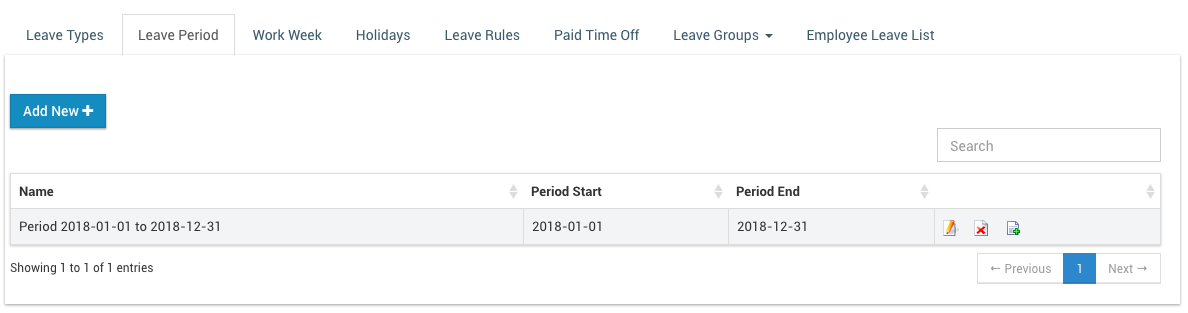 Leave Types Leave Period Work Week Holidays Leave Rules Paid Time Off Leave Groups Employee Leave List
Add New
Search
Name Period Start Period End
Period 2018-01-01 to 2018-12-31 2018-01-01 2018-12-31
Showing 1 to 1 of 1 entries
← Previous 1 Next →